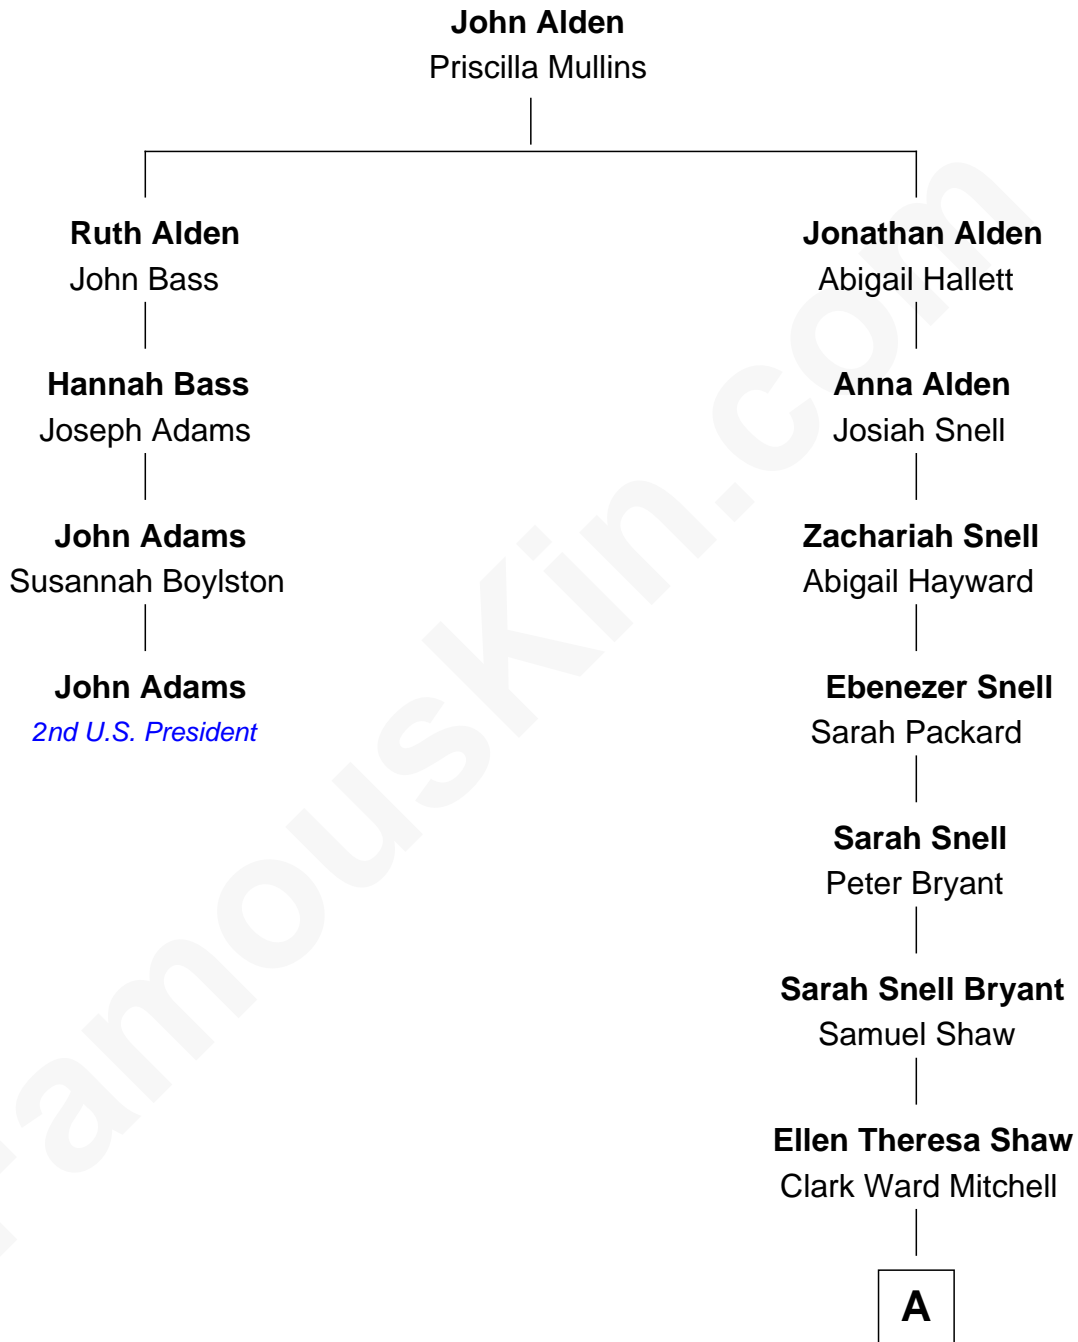 John Alden
Priscilla Mullins
Ruth Alden
John Bass
Jonathan Alden
Abigail Hallett
Hannah Bass
Joseph Adams
Anna Alden
Josiah Snell
John Adams
Susannah Boylston
Zachariah Snell
Abigail Hayward
John Adams
2nd U.S. President
Ebenezer Snell
Sarah Packard
Sarah Snell
Peter Bryant
Sarah Snell Bryant
Samuel Shaw
Ellen Theresa Shaw
Clark Ward Mitchell
A
FamousKin.com